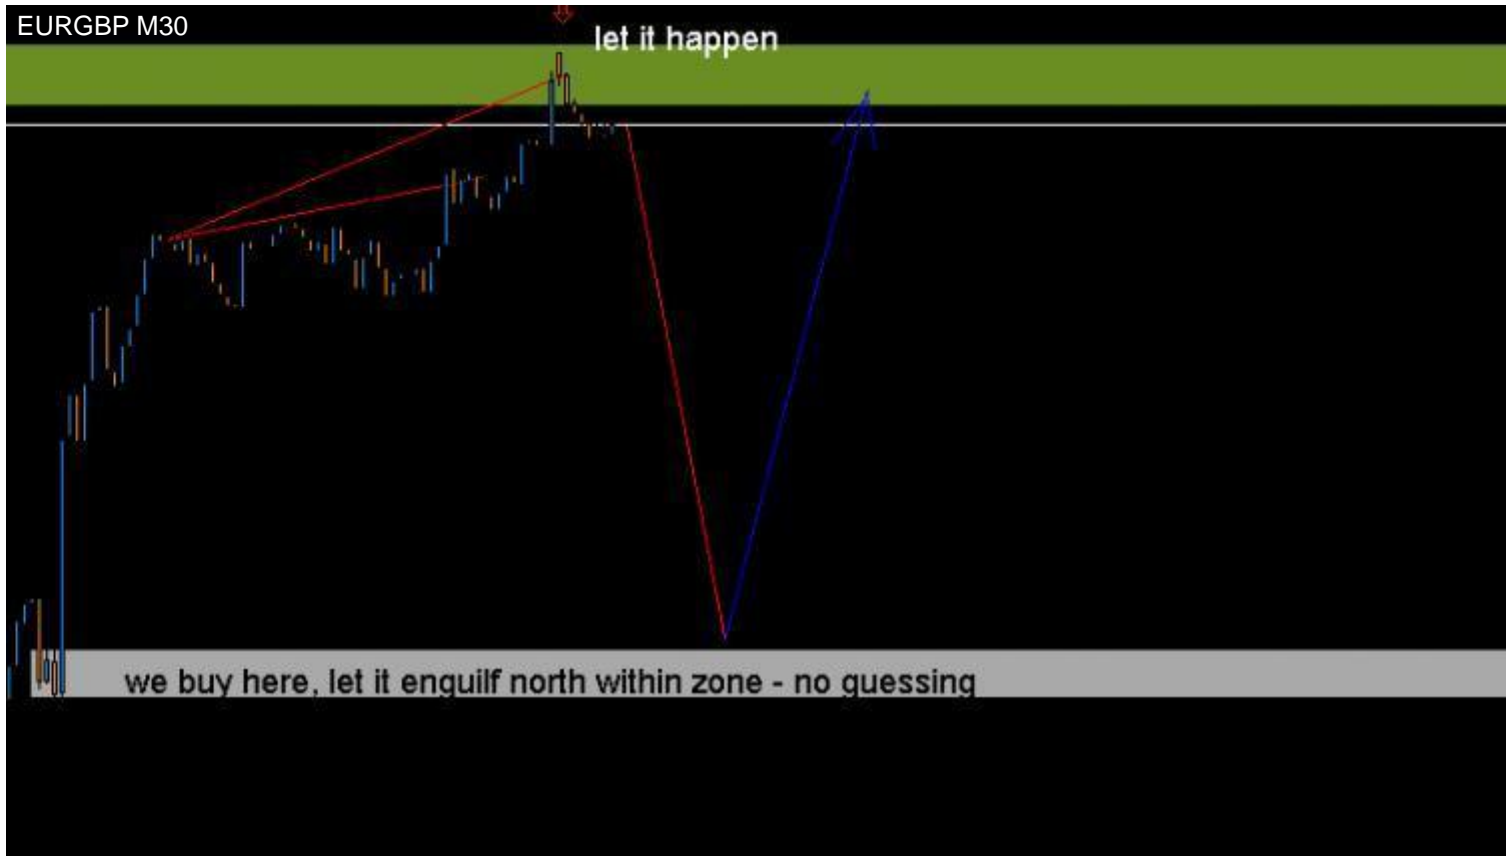 EURGBP M30
let it happen
we buy here, let it enguilf north within zone - no guessing